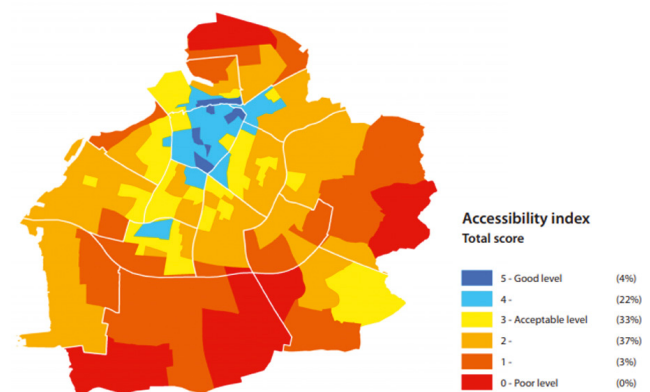 Accessibility index
Total score
5 - Good level (4%)
4 - (22%)
3 - Acceptable level (33%)
2 - (37%)
1 - (3%)
0 - Poor level (0%)